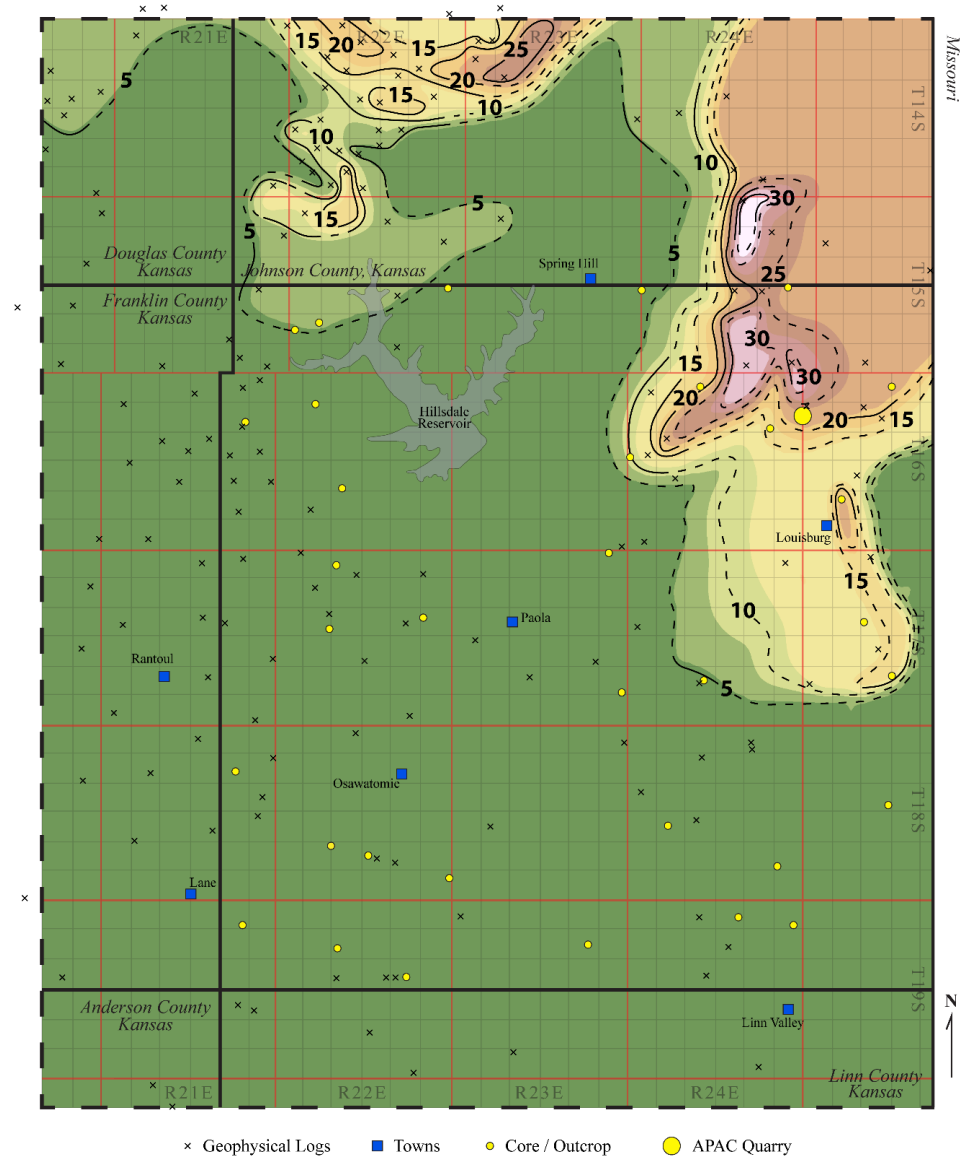 R21E
R22E
R23E
R24E
Missouri
15
20
15
25
5
20
15
10
T14S
10
10
30
15
5
5
5
Douglas County
Kansas
Johnson County, Kansas
Spring Hill
25
T15S
Franklin County
Kansas
30
15
30
20
Hillsdale
Reservoir
20
15
T16S
Louisburg
15
10
Paola
T17S
Rantoul
5
Osawatomie
T18S
Lane
T19S
N
Anderson County
Kansas
Linn Valley
Linn County
Kansas
R21E
R22E
R23E
R24E
× Geophysical Logs
Towns
Core / Outcrop
APAC Quarry